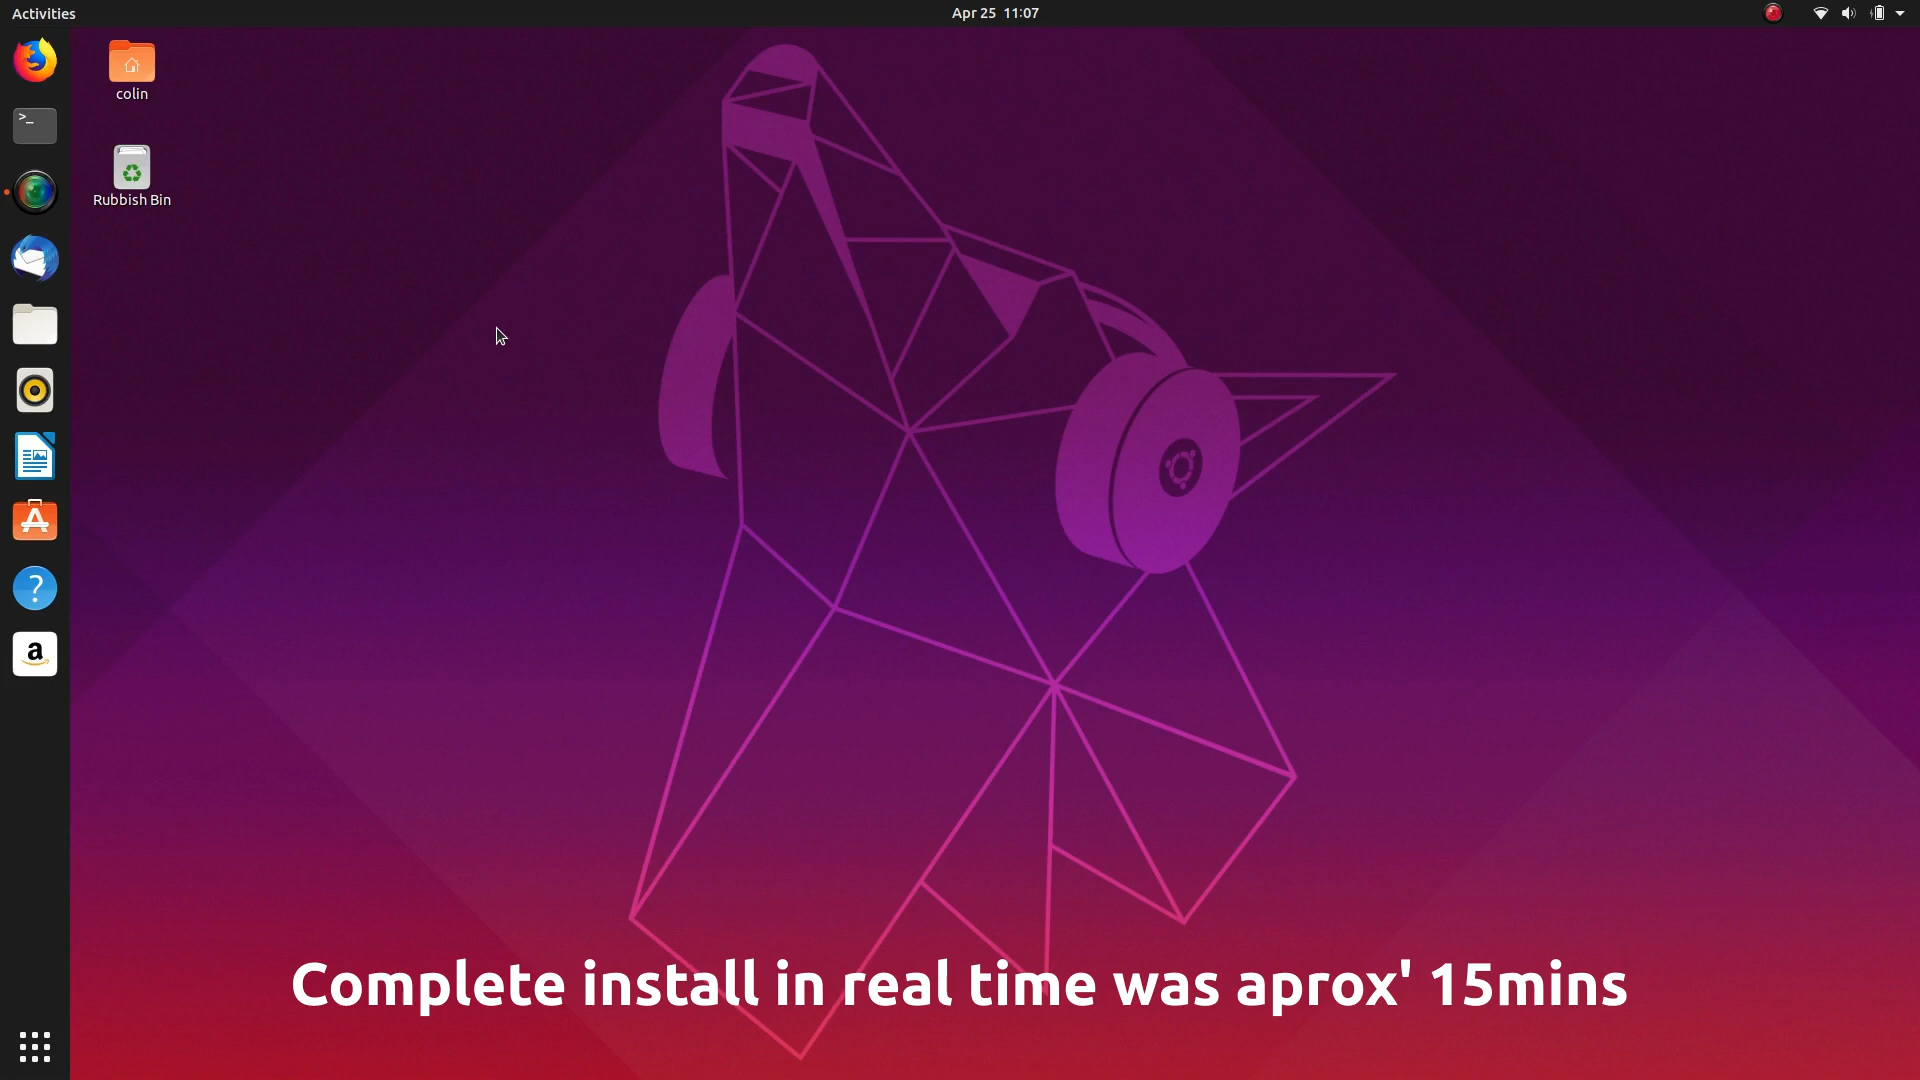 Activities
Apr 25 11:07
colin
>_
Rubbish Bin
?
a
Complete install in real time was aprox' 15mins